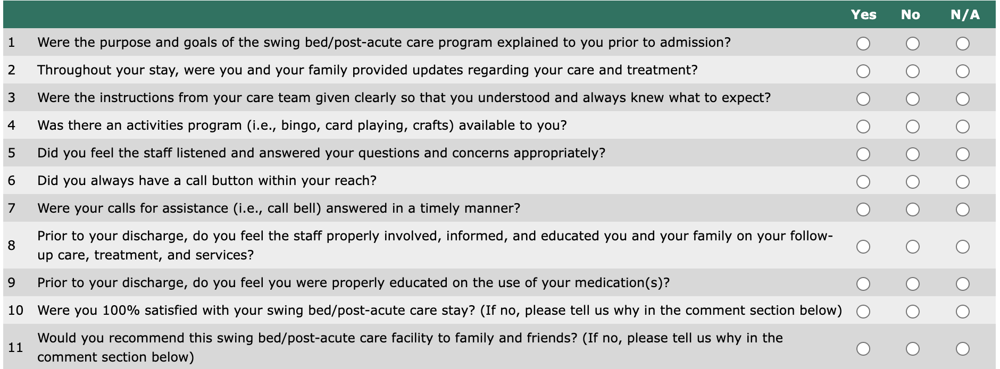 Yes No N/A
1 Were the purpose and goals of the swing bed/post-acute care program explained to you prior to admission?
2 Throughout your stay, were you and your family provided updates regarding your care and treatment?
3 Were the instructions from your care team given clearly so that you understood and always knew what to expect?
4 Was there an activities program (i.e., bingo, card playing, crafts) available to you?
5 Did you feel the staff listened and answered your questions and concerns appropriately?
6 Did you always have a call button within your reach?
7 Were your calls for assistance (i.e., call bell) answered in a timely manner?
8 Prior to your discharge, do you feel the staff properly involved, informed, and educated you and your family on your follow-
up care, treatment, and services?
9 Prior to your discharge, do you feel you were properly educated on the use of your medication(s)?
10 Were you 100% satisfied with your swing bed/post-acute care stay? (If no, please tell us why in the comment section below)
11 Would you recommend this swing bed/post-acute care facility to family and friends? (If no, please tell us why in the
comment section below)